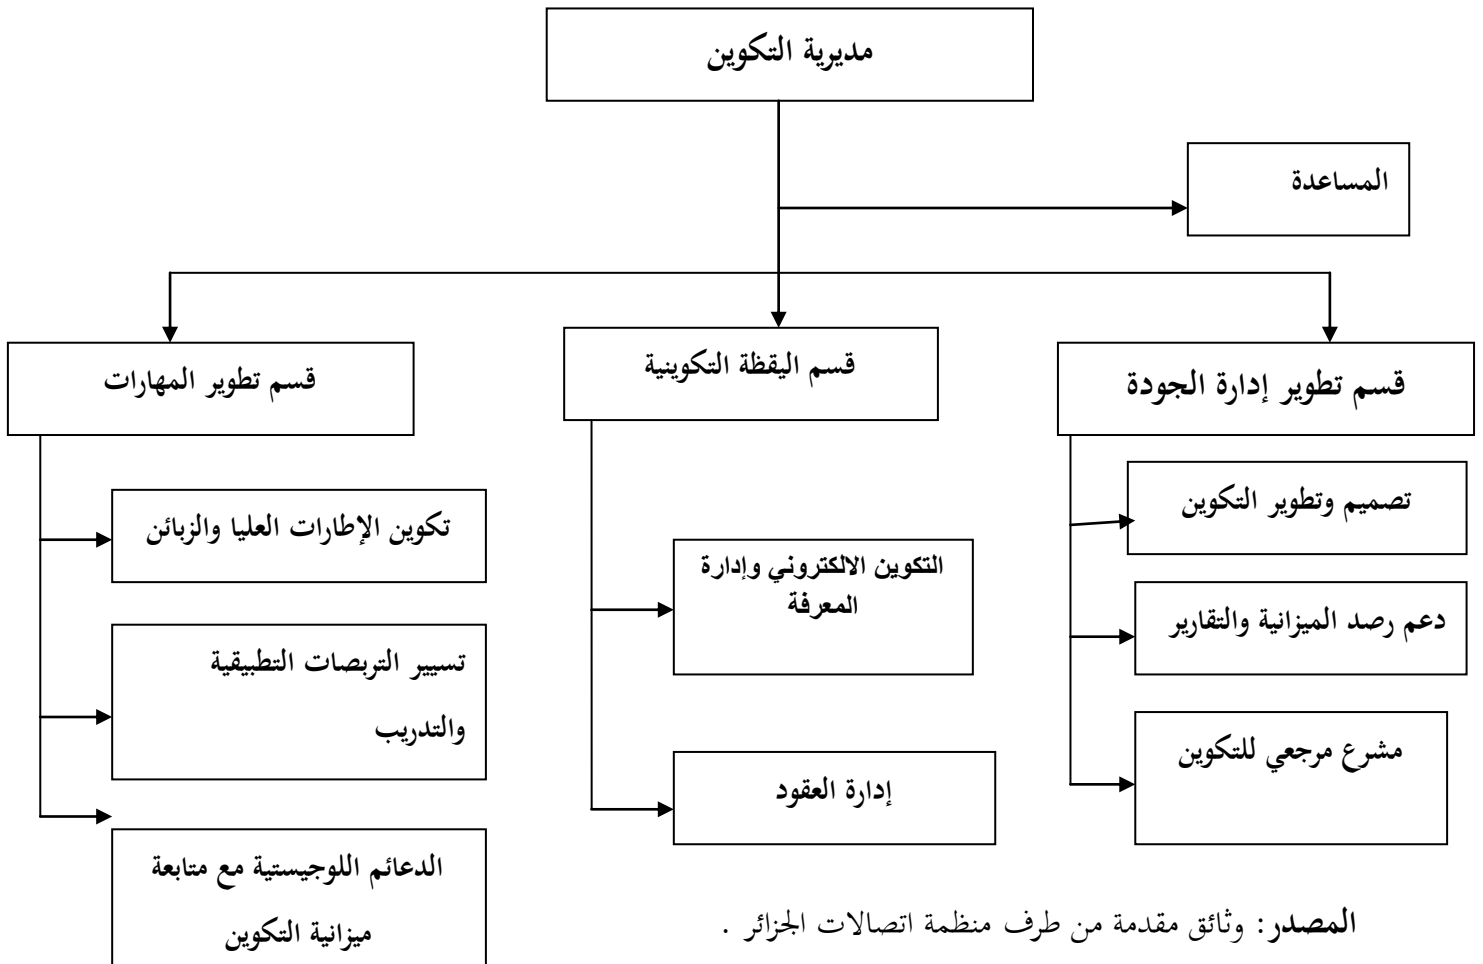 مديرية التكوين
المساعدة
قسم تطوير إدارة الجودة
قسم اليقظة التكوينية
قسم تطوير المهارات
تصميم وتطوير التكوين
دعم رصد الميزانية والتقارير
مشرع مرجعي للتكوين
التكوين الالكتروني وإدارة
المعرفة
إدارة العقود
تكوين الإطارات العليا والزبائن
تسيير التربصات التطبيقية
والتدريب
الدعائم اللوجيستية مع متابعة
ميزانية التكوين
المصدر: وثائق مقدمة من طرف منظمة اتصالات الجزائر .